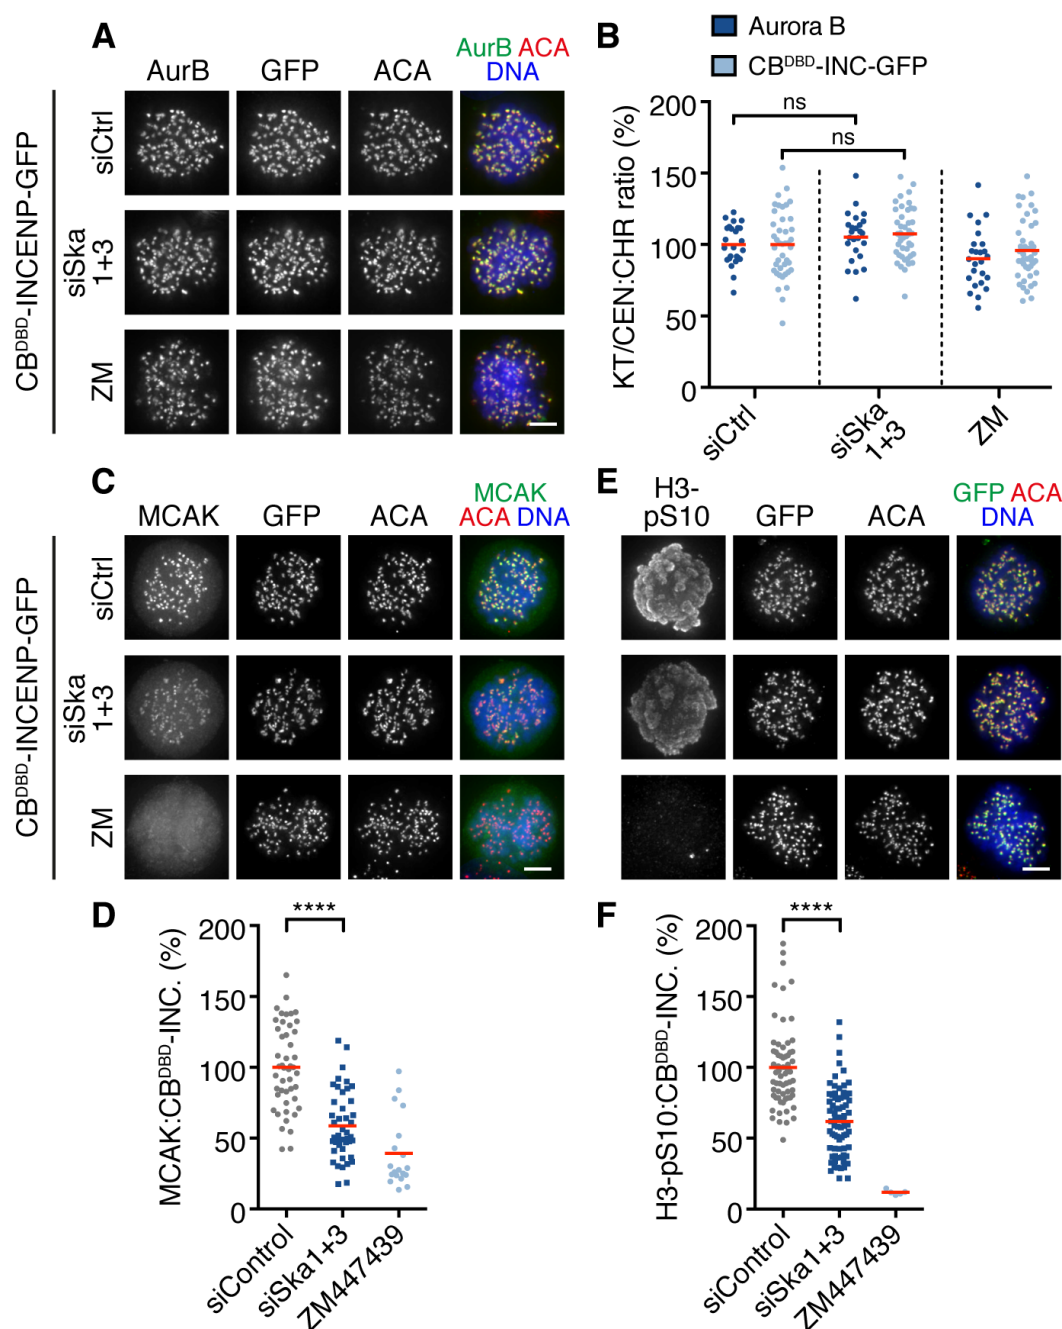 A
AurB GFP ACA AurB ACA DNA
CBDBD-INCENP-GFP
siCtrl
siSka 1+3
ZM
B
Aurora B
CBDBD-INC-GFP
KT/CEN:CHR ratio (%)
200
150
100
50
0
ns
ns
siCtrl
siSka 1+3
ZM
C
MCAK GFP ACA MCAK ACA DNA
CBDBD-INCENP-GFP
siCtrl
siSka 1+3
ZM
E
H3-pS10 GFP ACA GFP ACA DNA
D
MCAK:CBDBD-INC. (%)
200
150
100
50
0
****
siControl
siSka1+3
ZM447439
F
H3-pS10:CBDBD-INC. (%)
200
150
100
50
0
****
siControl
siSka1+3
ZM447439